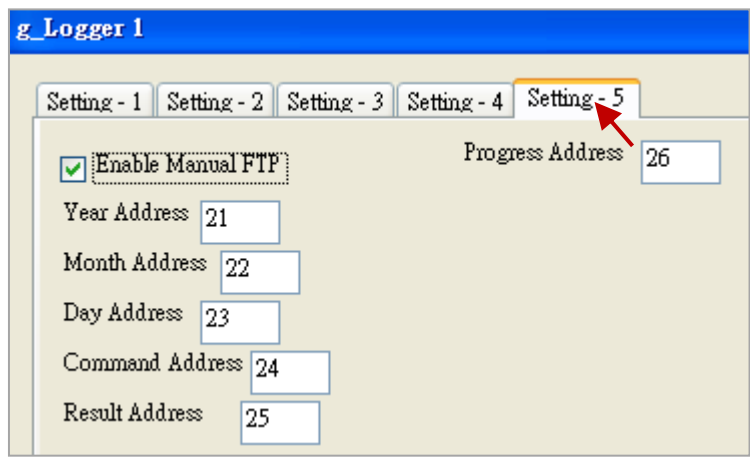 g_Logger 1
Setting - 1 Setting - 2 Setting - 3 Setting - 4 Setting - 5
Enable Manual FTP Progress Address 26
Year Address 21
Month Address 22
Day Address 23
Command Address 24
Result Address 25